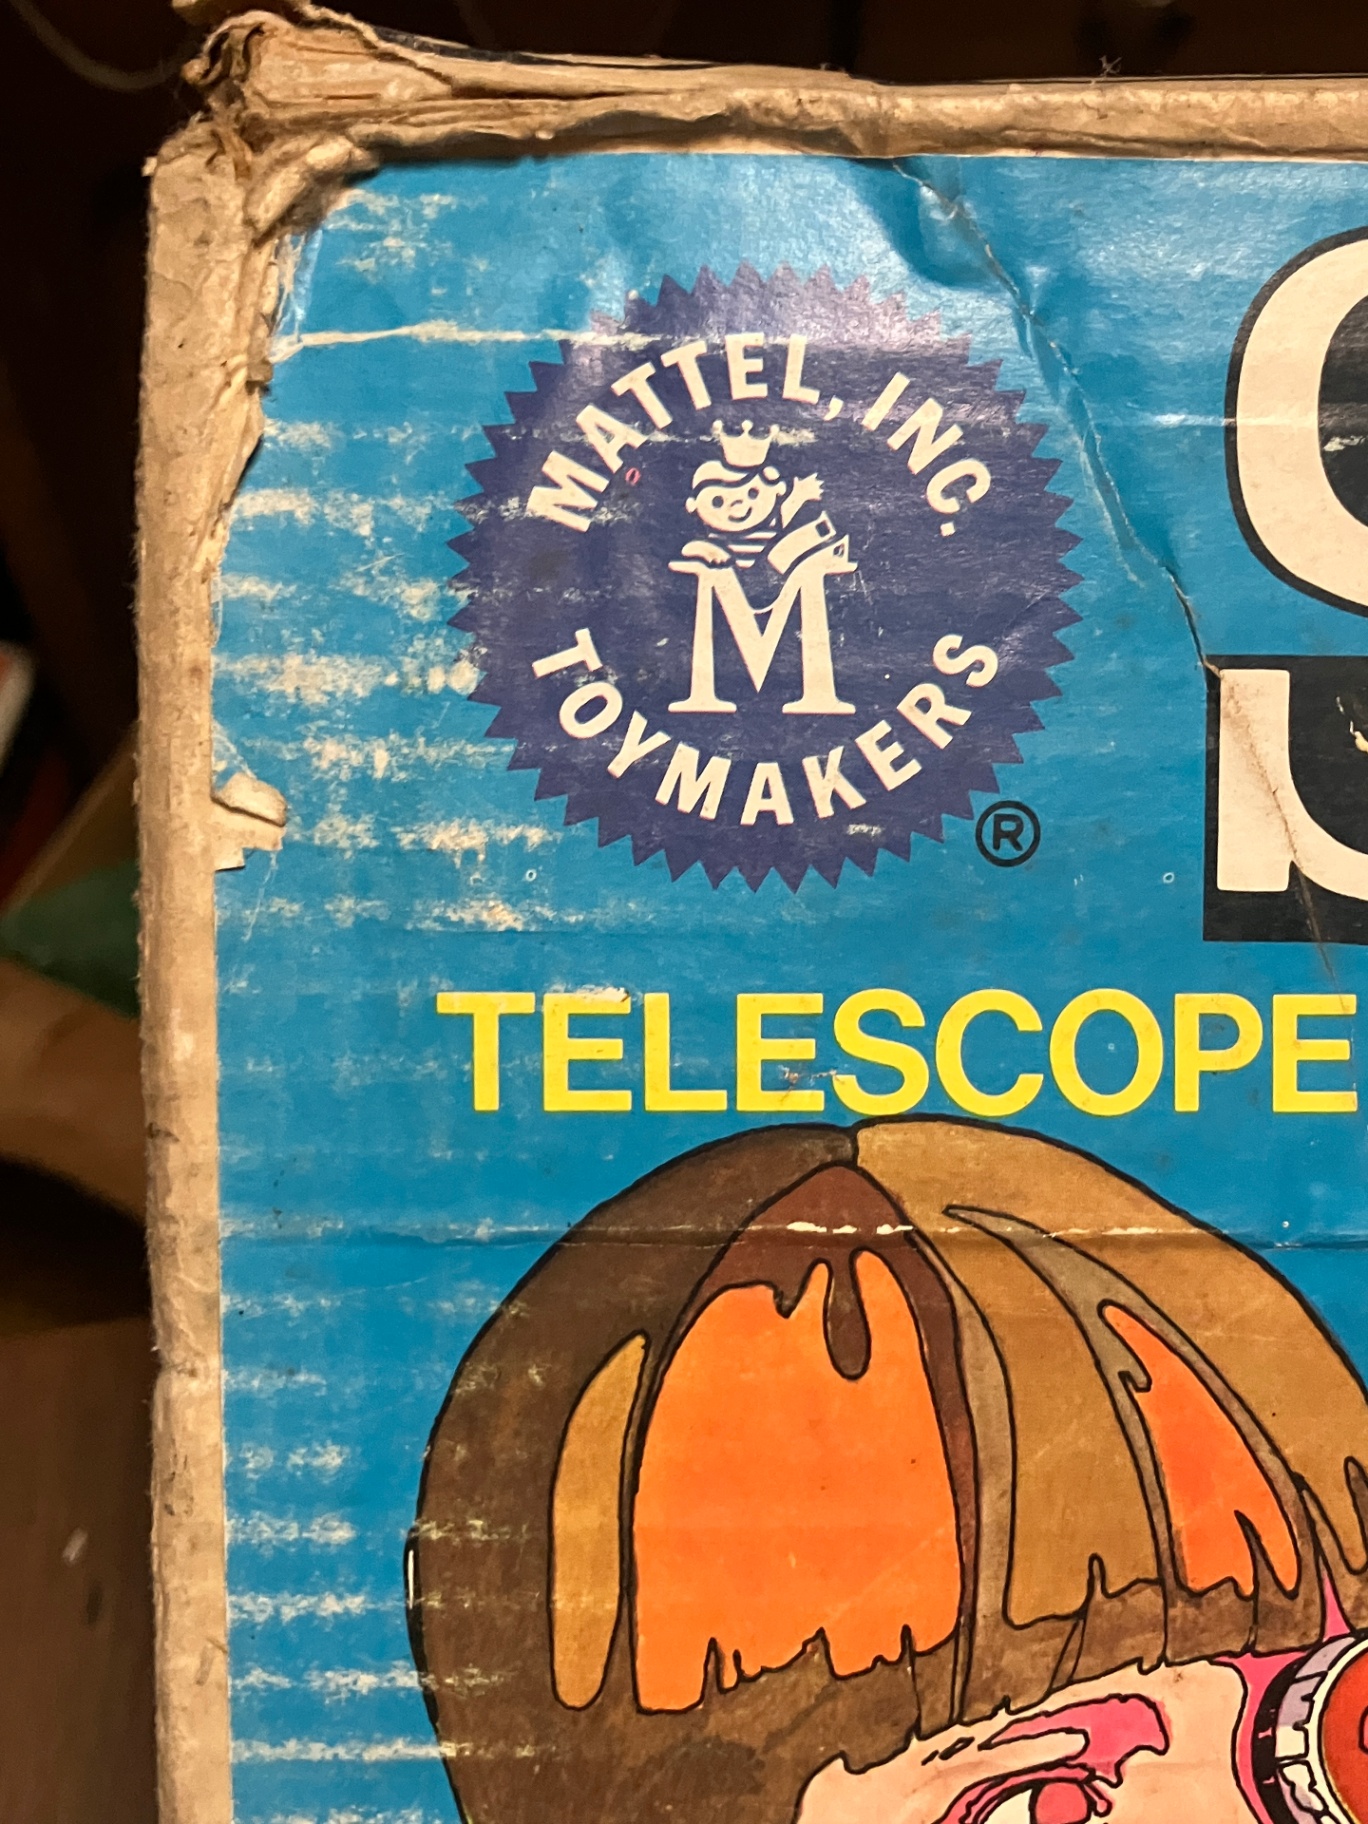 MATTEL, INC.
M
TOYMAKERS
®
TELESCOPE